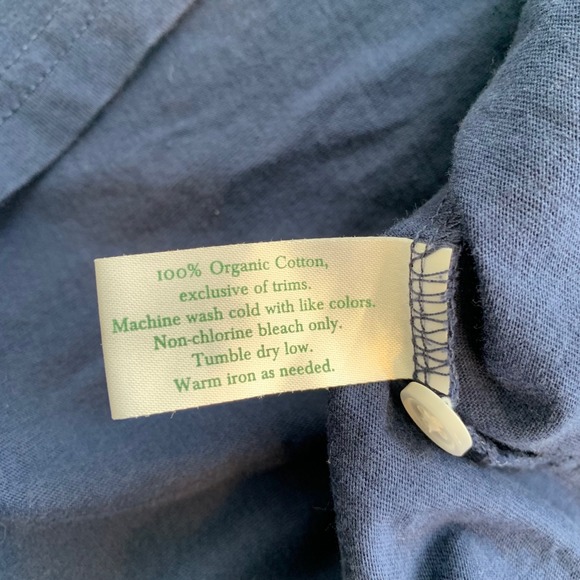 100% Organic Cotton,
exclusive of trims.
Machine wash cold with like colors.
Non-chlorine bleach only.
Tumble dry low.
Warm iron as needed.